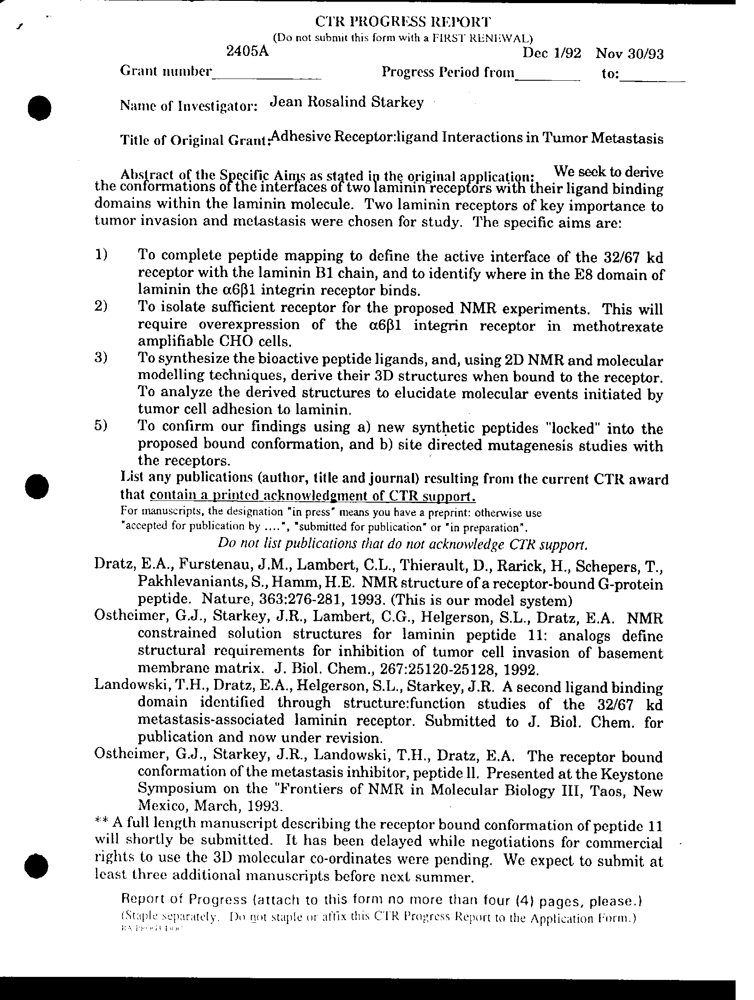 CTR PROGRESS REPORT
(Do not submit this form with a FIRST RENEWAL)
2405A Dec 1/92 Nov 30/93
Grant number____________ Progress Period from________ to:________
Name of Investigator: Jean Rosalind Starkey
Title of Original Grant:Adhesive Receptor:ligand Interactions in Tumor Metastasis
Abstract of the Specific Aims as stated in the original application: We seek to derive
the conformations of the interfaces of two laminin receptors with their ligand binding
domains within the laminin molecule. Two laminin receptors of key importance to
tumor invasion and metastasis were chosen for study. The specific aims are:
1) To complete peptide mapping to define the active interface of the 32/67 kd
receptor with the laminin B1 chain, and to identify where in the E8 domain of
laminin the α6β1 integrin receptor binds.
2) To isolate sufficient receptor for the proposed NMR experiments. This will
require overexpression of the α6β1 integrin receptor in methotrexate
amplifiable CHO cells.
3) To synthesize the bioactive peptide ligands, and, using 2D NMR and molecular
modelling techniques, derive their 3D structures when bound to the receptor.
To analyze the derived structures to elucidate molecular events initiated by
tumor cell adhesion to laminin.
5) To confirm our findings using a) new synthetic peptides "locked" into the
proposed bound conformation, and b) site directed mutagenesis studies with
the receptors.
List any publications (author, title and journal) resulting from the current CTR award
that contain a printed acknowledgment of CTR support.
For manuscripts, the designation "in press" means you have a preprint: otherwise use
"accepted for publication by ....", "submitted for publication" or "in preparation".
Do not list publications that do not acknowledge CTR support.
Dratz, E.A., Furstenau, J.M., Lambert, C.L., Thierault, D., Rarick, H., Schepers, T.,
Pakhlevaniants, S., Hamm, H.E. NMR structure of a receptor-bound G-protein
peptide. Nature, 363:276-281, 1993. (This is our model system)
Ostheimer, G.J., Starkey, J.R., Lambert, C.G., Helgerson, S.L., Dratz, E.A. NMR
constrained solution structures for laminin peptide 11: analogs define
structural requirements for inhibition of tumor cell invasion of basement
membrane matrix. J. Biol. Chem., 267:25120-25128, 1992.
Landowski, T.H., Dratz, E.A., Helgerson, S.L., Starkey, J.R. A second ligand binding
domain identified through structure:function studies of the 32/67 kd
metastasis-associated laminin receptor. Submitted to J. Biol. Chem. for
publication and now under revision.
Ostheimer, G.J., Starkey, J.R., Landowski, T.H., Dratz, E.A. The receptor bound
conformation of the metastasis inhibitor, peptide 11. Presented at the Keystone
Symposium on the "Frontiers of NMR in Molecular Biology III, Taos, New
Mexico, March, 1993.
** A full length manuscript describing the receptor bound conformation of peptide 11
will shortly be submitted. It has been delayed while negotiations for commercial
rights to use the 3D molecular co-ordinates were pending. We expect to submit at
least three additional manuscripts before next summer.
Report of Progress (attach to this form no more than four (4) pages, please.)
(Staple separately. Do not staple or affix this CTR Progress Report to the Application Form.)